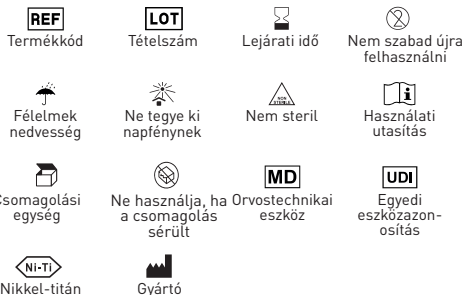 REF
LOT
Termékkód
Tételszám
Lejárati idő
Nem szabad újra
felhasználni
2
NON
STERILE
i
Félelmek
nedvesség
Ne tegye ki
napfénynek
Nem steril
Használati
utasítás
MD
UDI
Csomagolási
egység
Ne használja, ha
a csomagolás
sérült
Orvostechnikai
eszköz
Egyedi
eszközazon-
osítás
Ni-Ti
Nikkel-titán
Gyártó